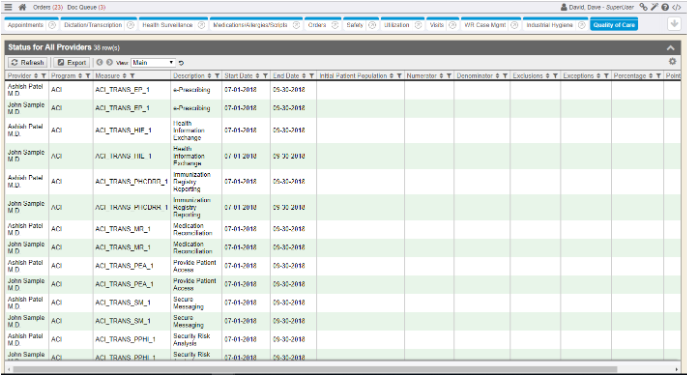 Orders (23) Doc Queue (3) David, Dave - SuperUser
Appointments Dictation/Transcription Health Surveillance Medications/Allergies/Scripts Orders Safety Utilization Visits WR Case Mgmt Industrial Hygiene Quality of Care
Status for All Providers 38 row(s)
Refresh Export View Main
Provider Program Measure Description Start Date End Date Initial Patient Population Numerator Denominator Exclusions Exceptions Percentage Point
Ashish Patel
M.D. ACI ACI_TRANS_EP_1 e-Prescribing 07-01-2018 09-30-2018
John Sample
M.D. ACI ACI_TRANS_EP_1 e-Prescribing 07-01-2018 09-30-2018
Health
Ashish Patel
M.D. ACI ACI_TRANS_HIE_1 Information 07-01-2018 09-30-2018
Exchange
Health
John Sample
M.D. ACI ACI_TRANS_HIE_1 Information 07-01-2018 09-30-2018
Exchange
Immunization
Ashish Patel
M.D. ACI ACI_TRANS_PHCDRR_1 Registry 07-01-2018 09-30-2018
Reporting
Immunization
John Sample
M.D. ACI ACI_TRANS_PHCDRR_1 Registry 07-01-2018 09-30-2018
Reporting
Ashish Patel Medication
M.D. ACI ACI_TRANS_MR_1 Reconciliation 07-01-2018 09-30-2018
John Sample Medication
M.D. ACI ACI_TRANS_MR_1 Reconciliation 07-01-2018 09-30-2018
Ashish Patel Provide Patient
M.D. ACI ACI_TRANS_PEA_1 Access 07-01-2018 09-30-2018
John Sample Provide Patient
M.D. ACI ACI_TRANS_PEA_1 Access 07-01-2018 09-30-2018
Ashish Patel Secure
M.D. ACI ACI_TRANS_SM_1 Messaging 07-01-2018 09-30-2018
John Sample Secure
M.D. ACI ACI_TRANS_SM_1 Messaging 07-01-2018 09-30-2018
Ashish Patel Security Risk
M.D. ACI ACI_TRANS_PPHI_1 Analysis 07-01-2018 09-30-2018
John Sample Security Risk
ACI ACI_TRANS_PPHI_1 07-01-2018 09-30-2018